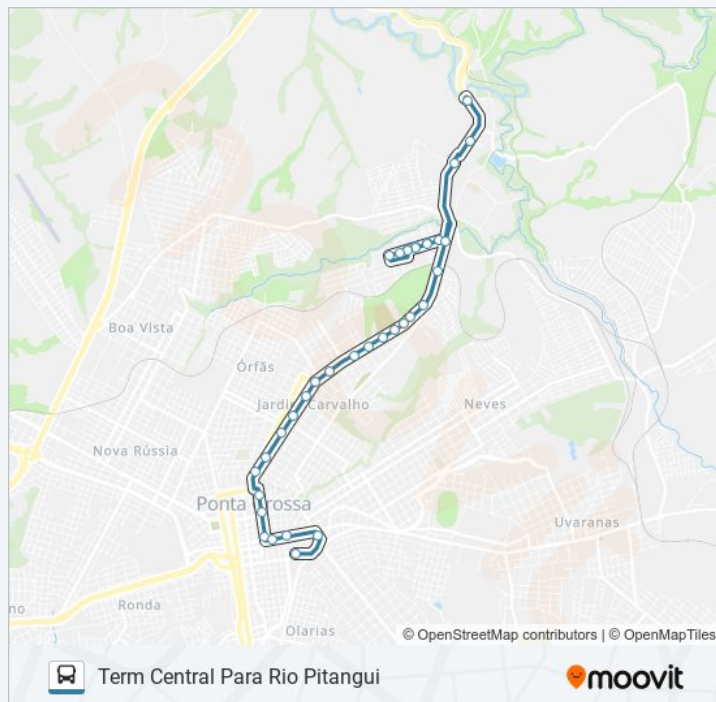 Boa Vista
Órfãs
Jardim Carvalho
Neves
Nova Rússia
Ponta Grossa
Uvaranas
Ronda
Olarias
© OpenStreetMap contributors | © OpenMapTiles
Term Central Para Rio Pitangui
moovit